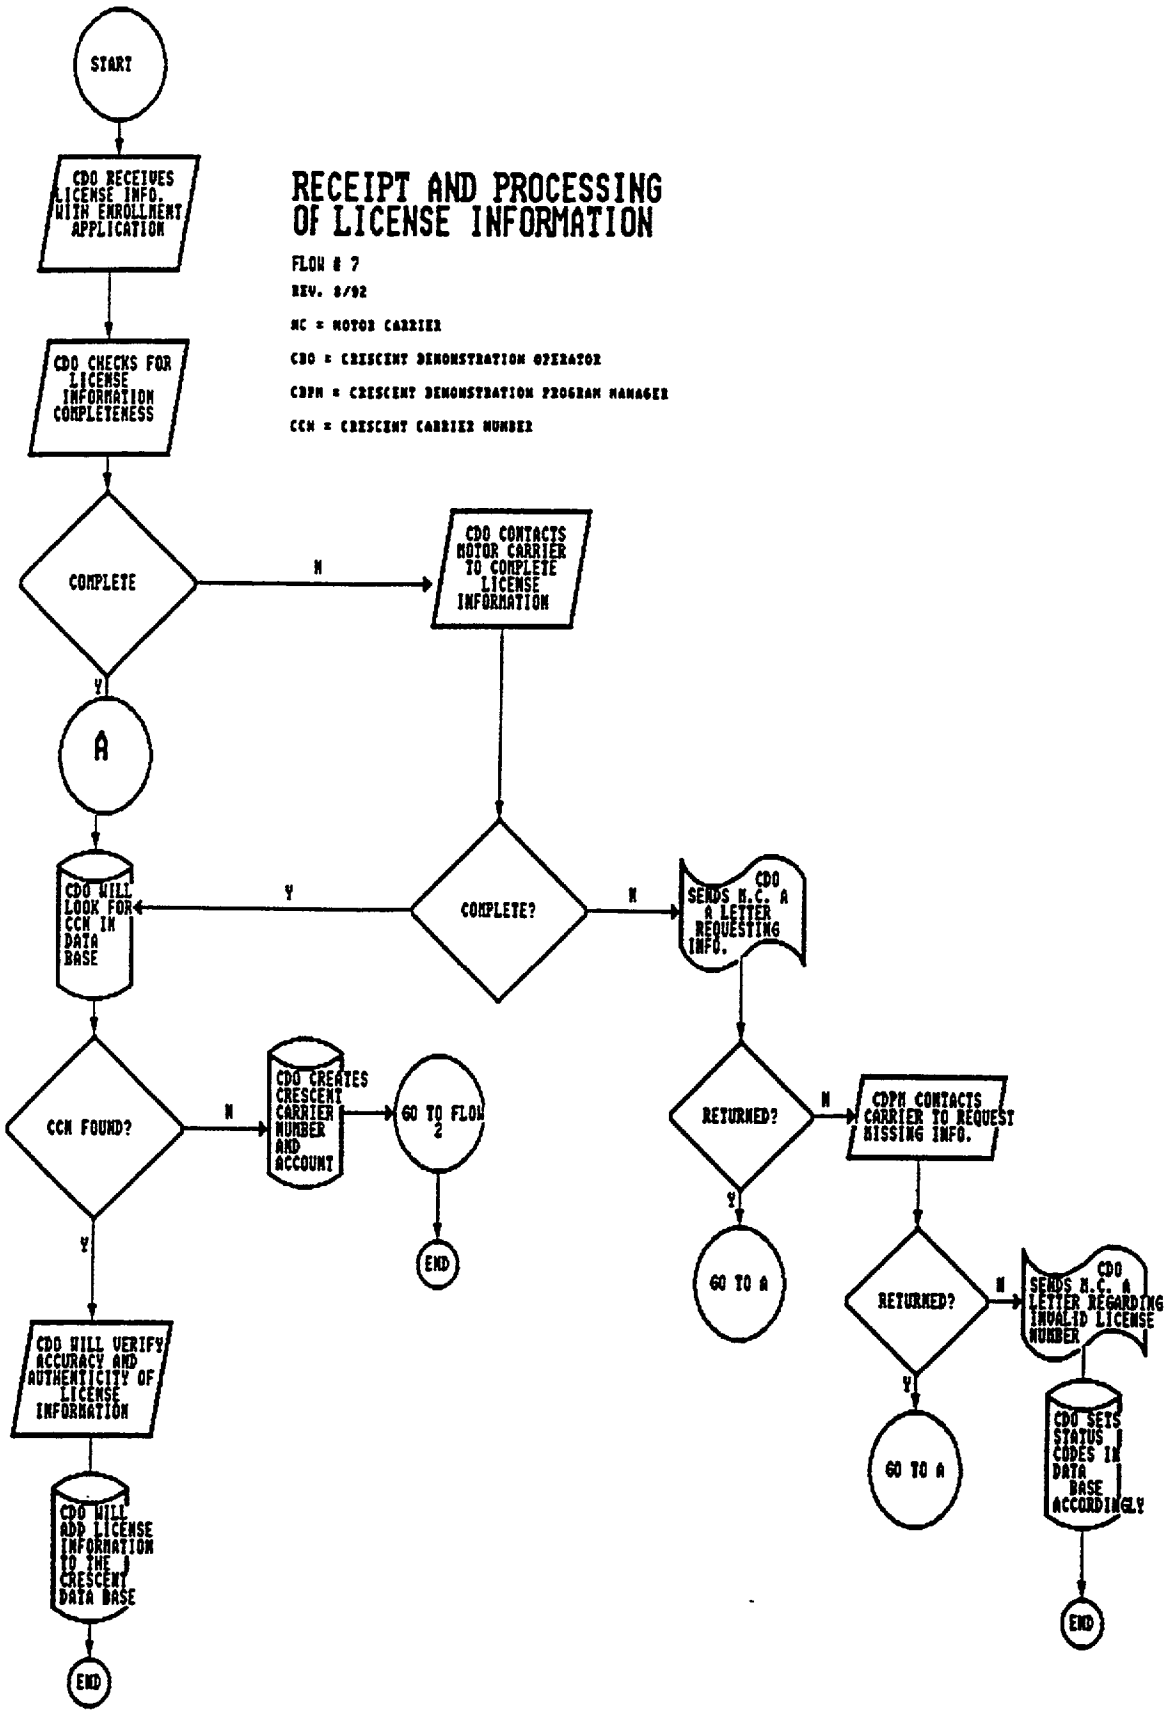 START
CDO RECEIVES
LICENSE INFO.
WITH ENROLLMENT
APPLICATION
RECEIPT AND PROCESSING
OF LICENSE INFORMATION
FLOW # 7
REV. 8/92
MC = MOTOR CARRIER
CDO = CRESCENT DEMONSTRATION OPERATOR
CDPM = CRESCENT DEMONSTRATION PROGRAM MANAGER
CCN = CRESCENT CARRIER NUMBER
CDO CHECKS FOR
LICENSE
INFORMATION
COMPLETENESS
COMPLETE
N
CDO CONTACTS
MOTOR CARRIER
TO COMPLETE
LICENSE
INFORMATION
Y
A
CDO WILL
LOOK FOR
CCN IN
DATA
BASE
Y
COMPLETE?
N
CDO
SENDS M.C. A
A LETTER
REQUESTING
INFO.
CCN FOUND?
N
CDO CREATES
CRESCENT
CARRIER
NUMBER
AND
ACCOUNT
GO TO FLOW
2
END
RETURNED?
N
CDPM CONTACTS
CARRIER TO REQUEST
MISSING INFO.
Y
GO TO A
RETURNED?
N
CDO
SENDS M.C. A
LETTER REGARDING
INVALID LICENSE
NUMBER
Y
GO TO A
CDO SETS
STATUS
CODES IN
DATA
BASE
ACCORDINGLY
END
Y
CDO WILL VERIFY
ACCURACY AND
AUTHENTICITY OF
LICENSE
INFORMATION
CDO WILL
ADD LICENSE
INFORMATION
TO THE
CRESCENT
DATA BASE
END